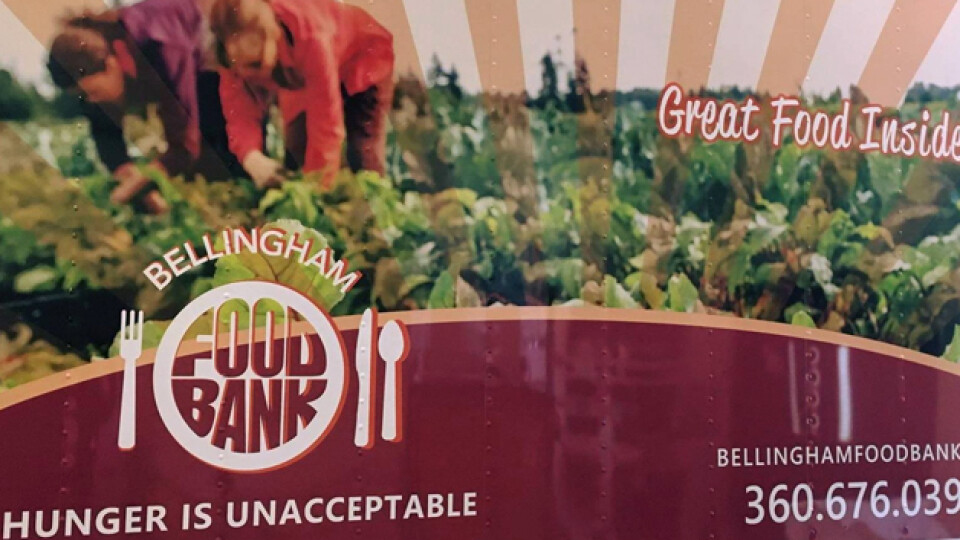 Great Food Inside
BELLINGHAM
FOOD
BANK
HUNGER IS UNACCEPTABLE
BELLINGHAMFOODBANK
360.676.039